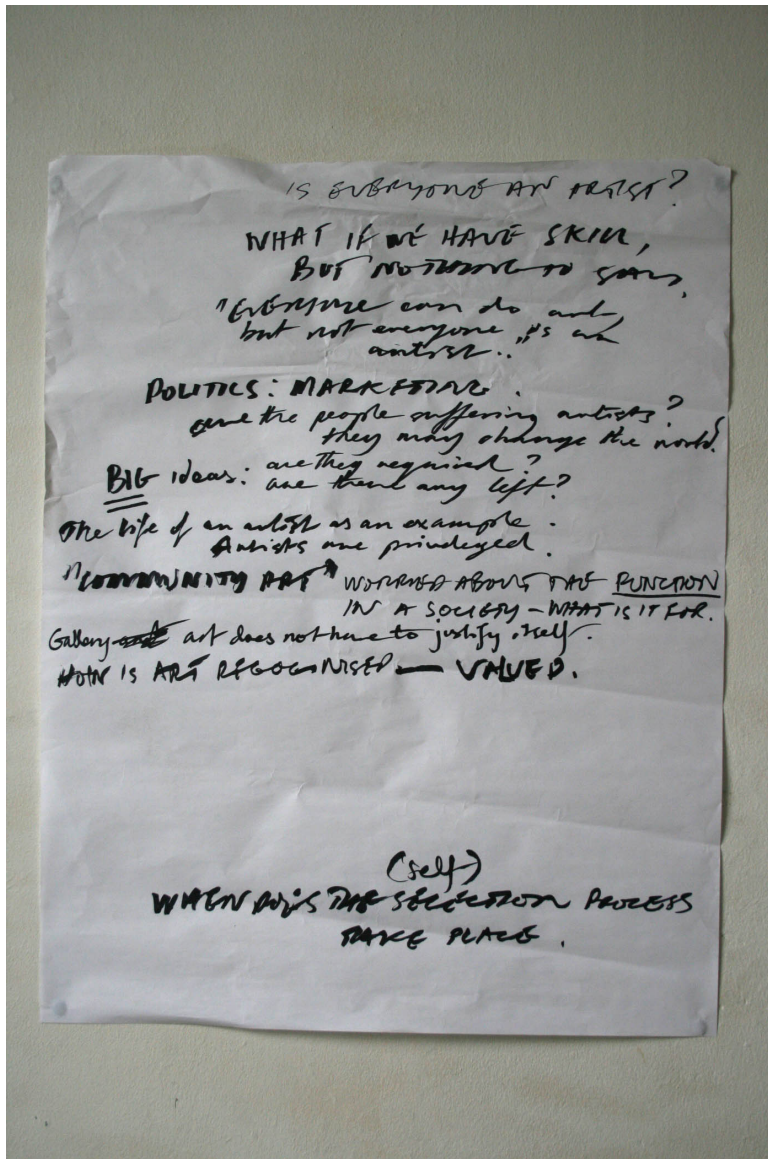 IS EVERYONE AN ARTIST?
WHAT IF WE HAVE SKILL,
BUT NOTHING TO SAY.
"EVERYONE can do art,
but not everyone is an
artist.."
POLITICS: MARKETING.
are the people suffering artists?
they may change the world.
BIG ideas: are they required?
are there any left?
The life of an artist as an example.
Artists are privileged.
"COMMUNITY ART" WORRIED ABOUT THE FUNCTION
IN A SOCIETY - WHAT IS IT FOR.
Gallery art does not have to justify itself.
HOW IS ART RECOGNISED — VALUED.
(self)
WHEN DOES THE SELECTION PROCESS
TAKE PLACE.